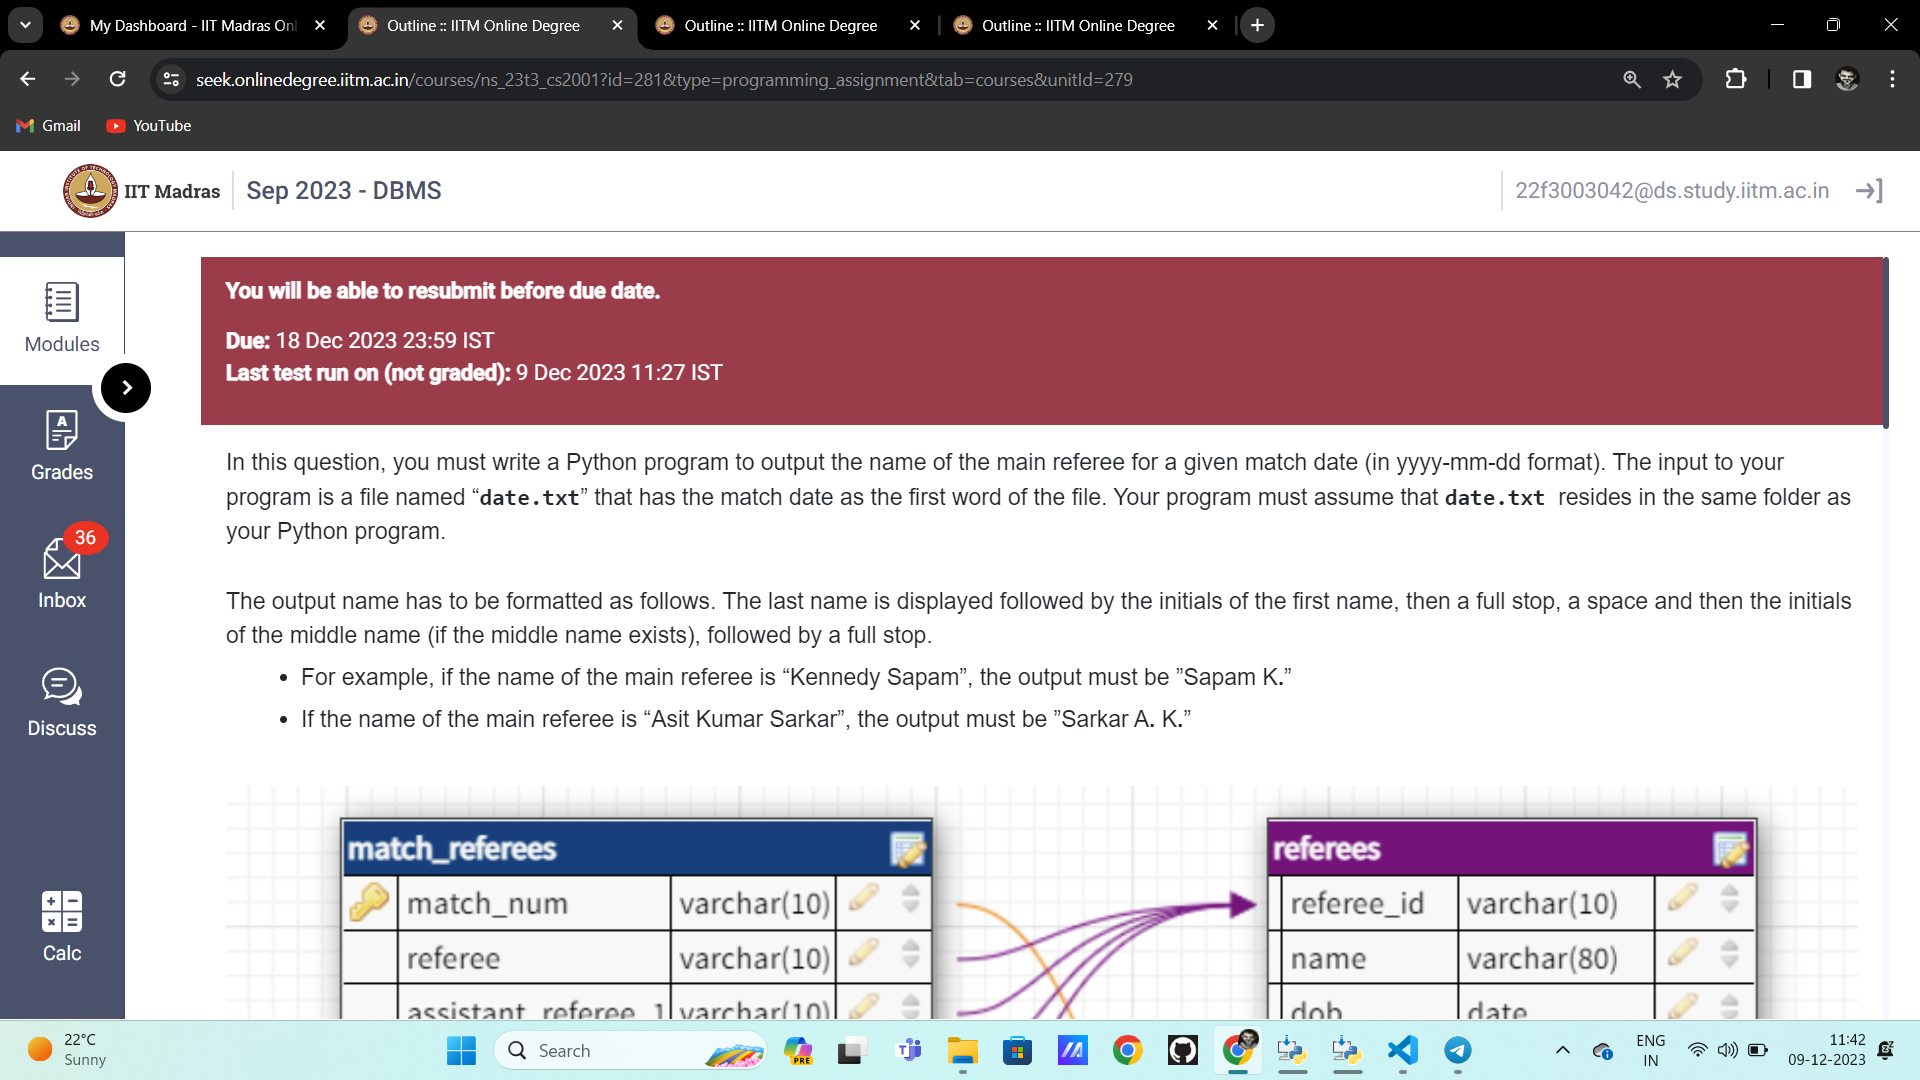 My Dashboard - IIT Madras Onl
Outline :: IITM Online Degree
Outline :: IITM Online Degree
Outline :: IITM Online Degree
seek.onlinedegree.iitm.ac.in/courses/ns_23t3_cs2001?id=281&type=programming_assignment&tab=courses&unitId=279
Gmail
YouTube
IIT Madras
Sep 2023 - DBMS
22f3003042@ds.study.iitm.ac.in
Modules
Grades
36
Inbox
Discuss
Calc
You will be able to resubmit before due date.
Due: 18 Dec 2023 23:59 IST
Last test run on (not graded): 9 Dec 2023 11:27 IST
In this question, you must write a Python program to output the name of the main referee for a given match date (in yyyy-mm-dd format). The input to your
program is a file named “date.txt” that has the match date as the first word of the file. Your program must assume that date.txt resides in the same folder as
your Python program.
The output name has to be formatted as follows. The last name is displayed followed by the initials of the first name, then a full stop, a space and then the initials
of the middle name (if the middle name exists), followed by a full stop.
• For example, if the name of the main referee is “Kennedy Sapam”, the output must be ”Sapam K.”
• If the name of the main referee is “Asit Kumar Sarkar”, the output must be ”Sarkar A. K.”
match_referees
match_num varchar(10)
referee varchar(10)
assistant_referee_1 varchar(10)
referees
referee_id varchar(10)
name varchar(80)
dob date
22°C
Sunny
Search
PRE
ENG
IN
11:42
09-12-2023